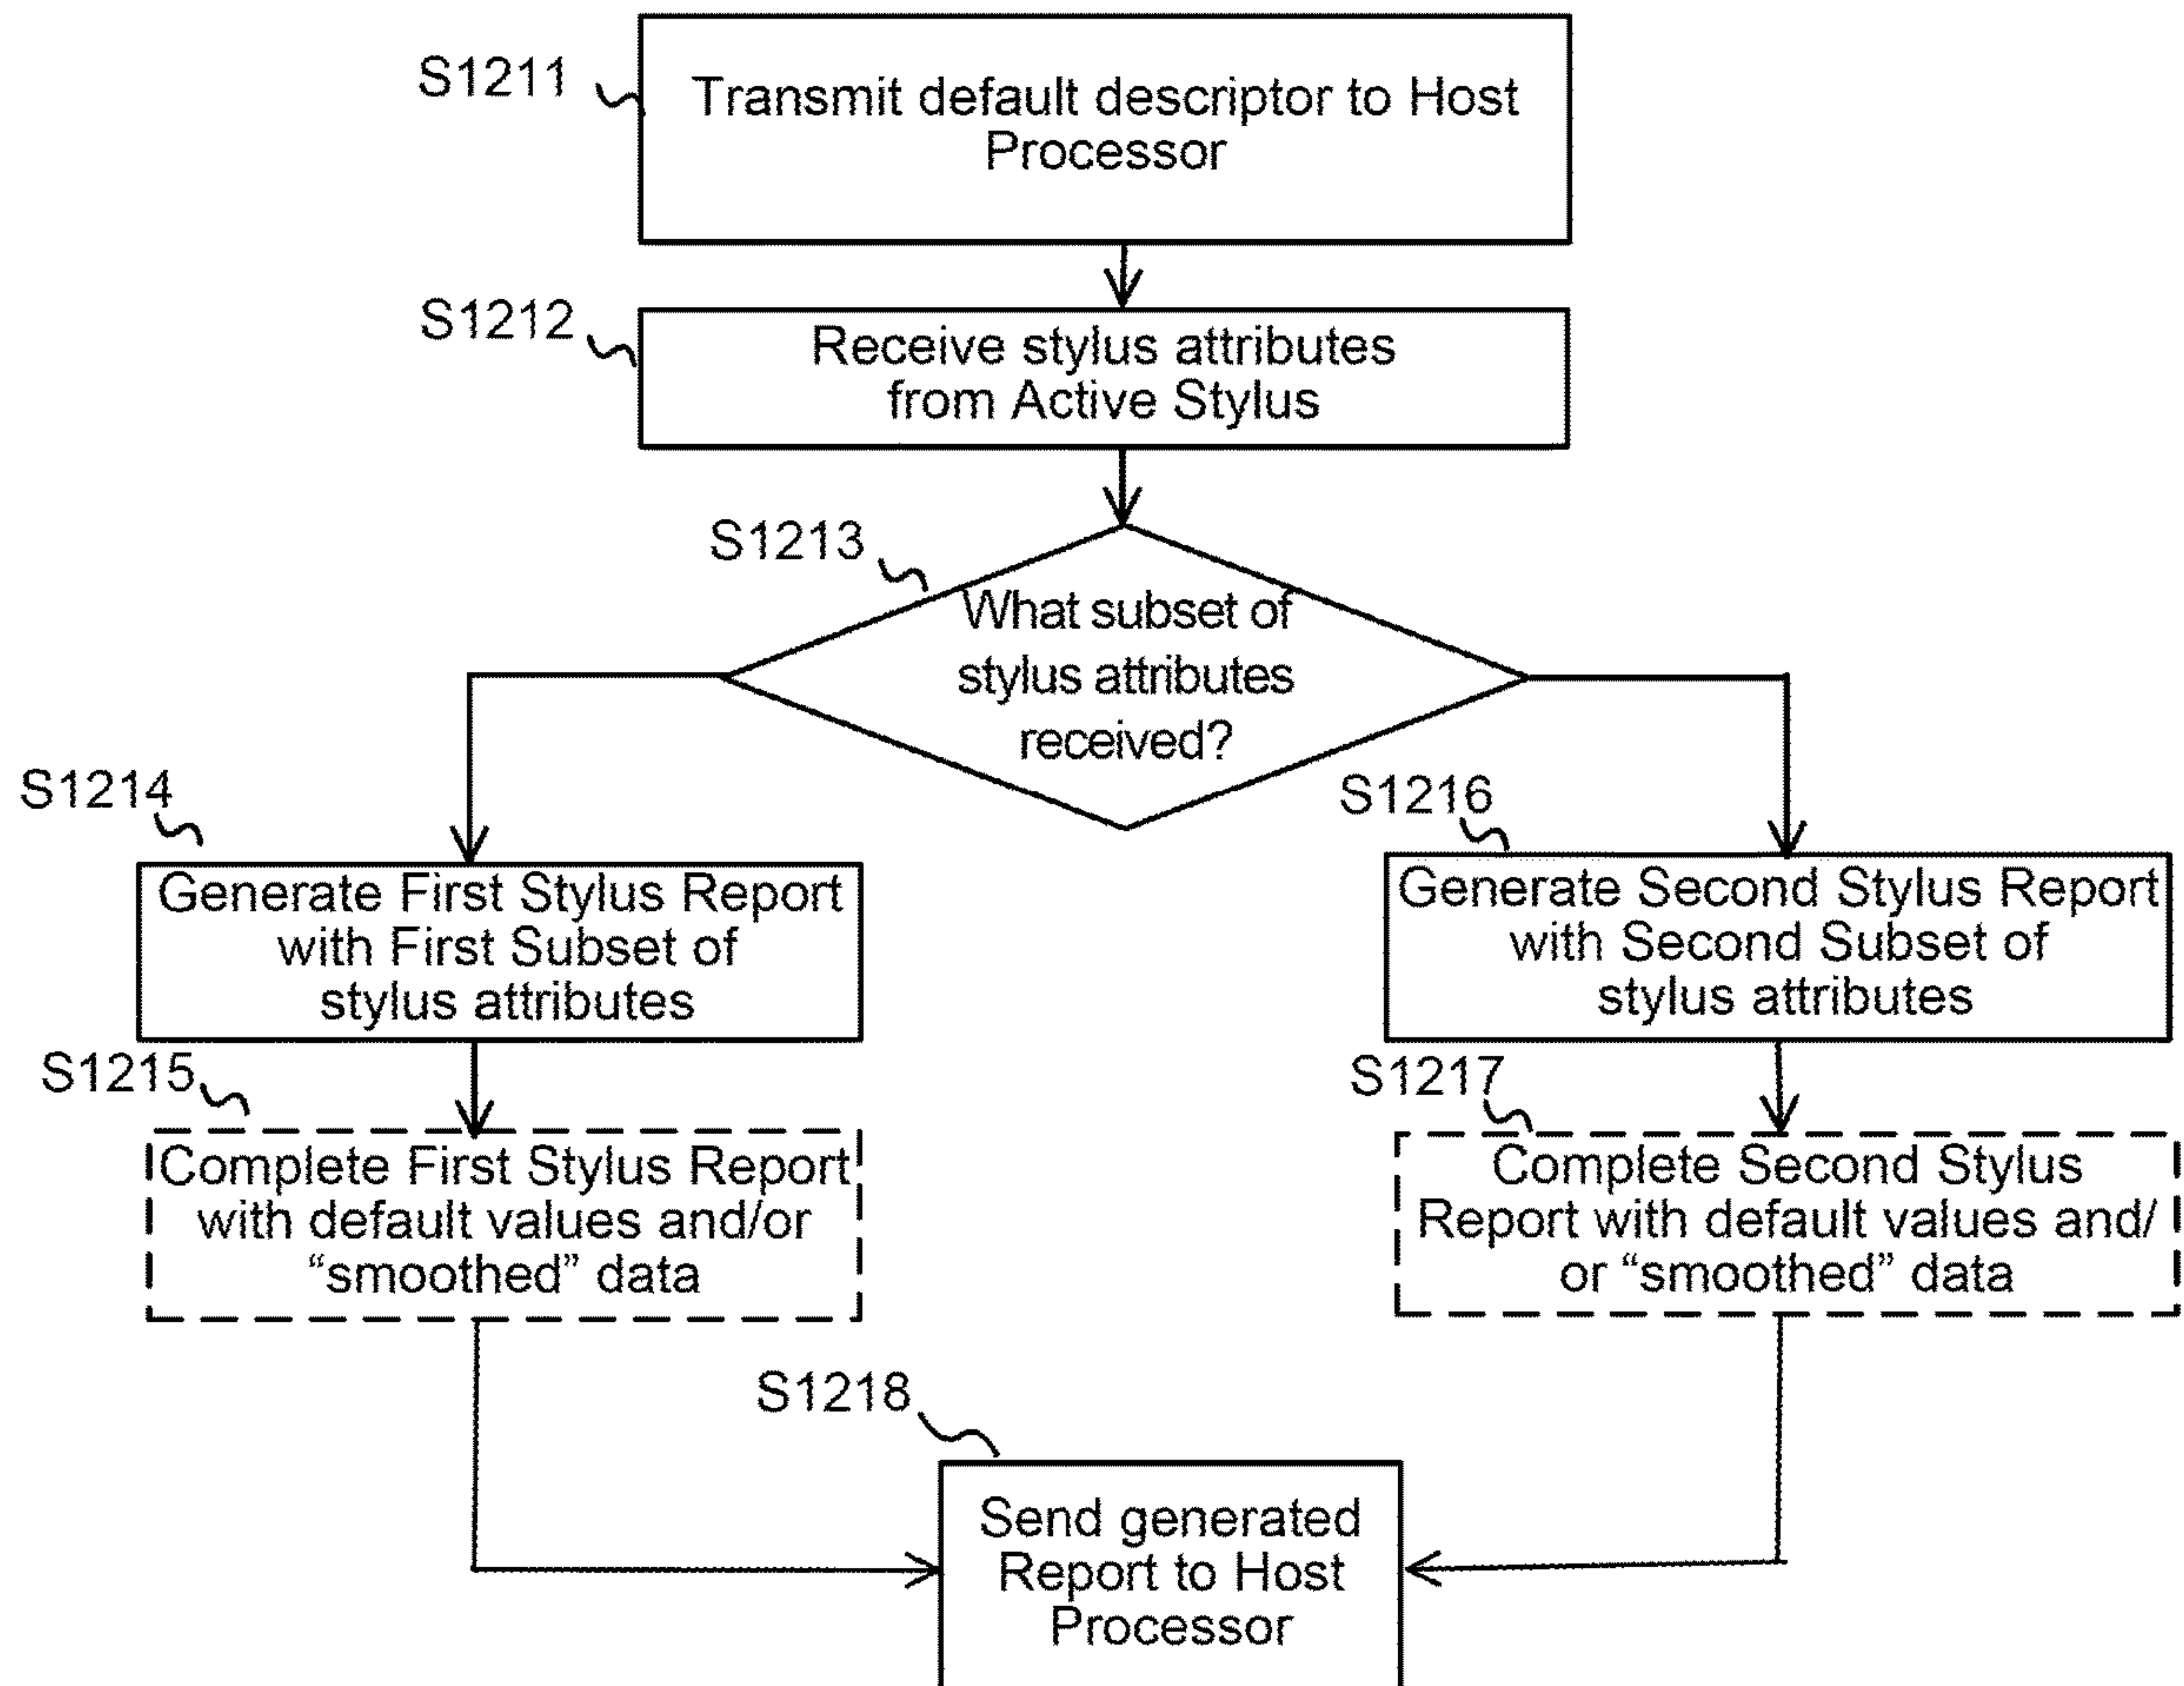 S1211
Transmit default descriptor to Host
Processor
S1212
Receive stylus attributes
from Active Stylus
S1213
What subset of
stylus attributes
received?
S1214
Generate First Stylus Report
with First Subset of
stylus attributes
S1216
Generate Second Stylus Report
with Second Subset of
stylus attributes
S1215
Complete First Stylus Report
with default values and/or
“smoothed” data
S1217
Complete Second Stylus
Report with default values and/
or “smoothed” data
S1218
Send generated
Report to Host
Processor